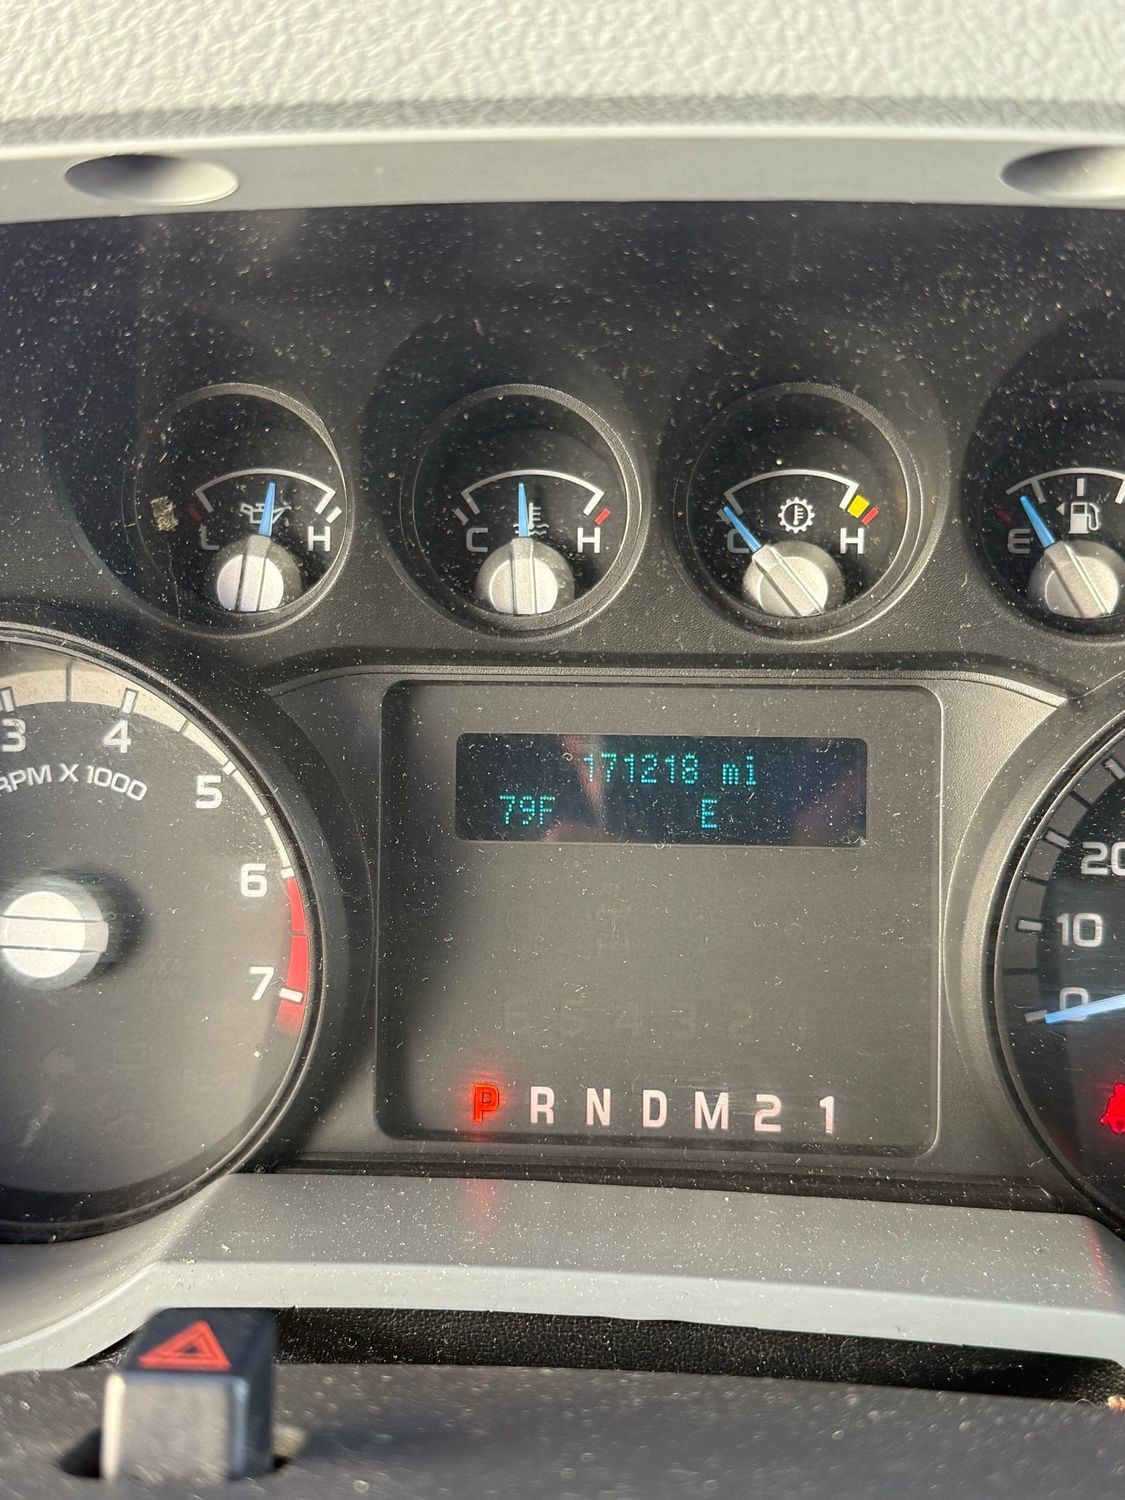 L H
C H
C H
E
171218 mi
79F E
3 4 5 6 7
RPM X 1000
20
10
0
P R N D M 2 1